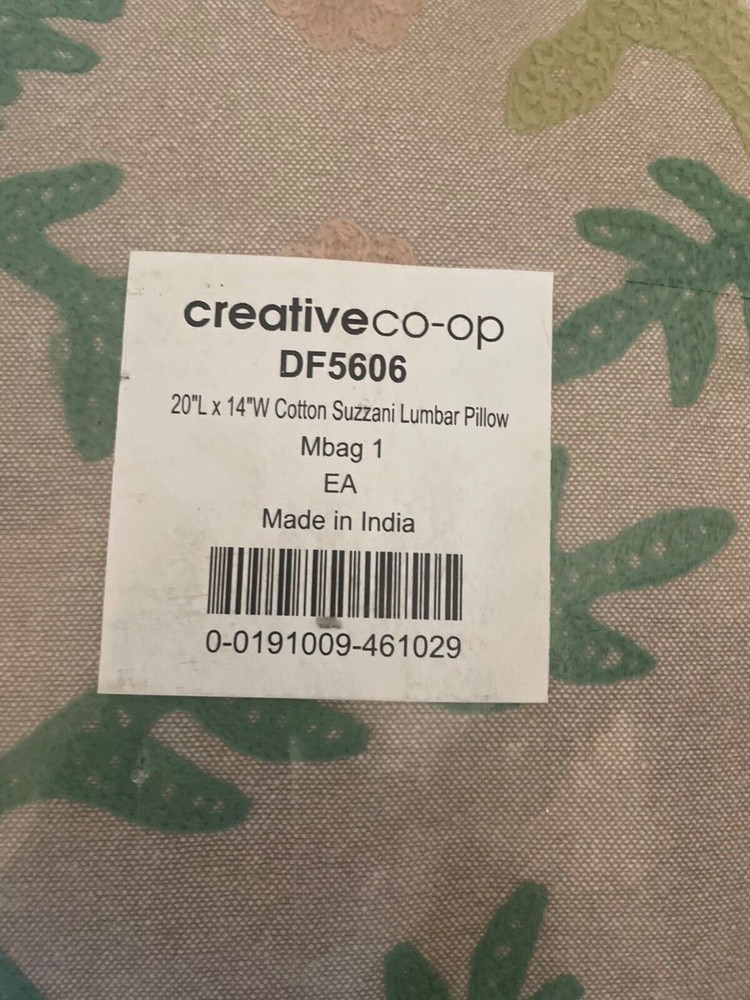 creativeco-op
DF5606
20"L x 14"W Cotton Suzzani Lumbar Pillow
Mbag 1
EA
Made in India
0-0191009-461029